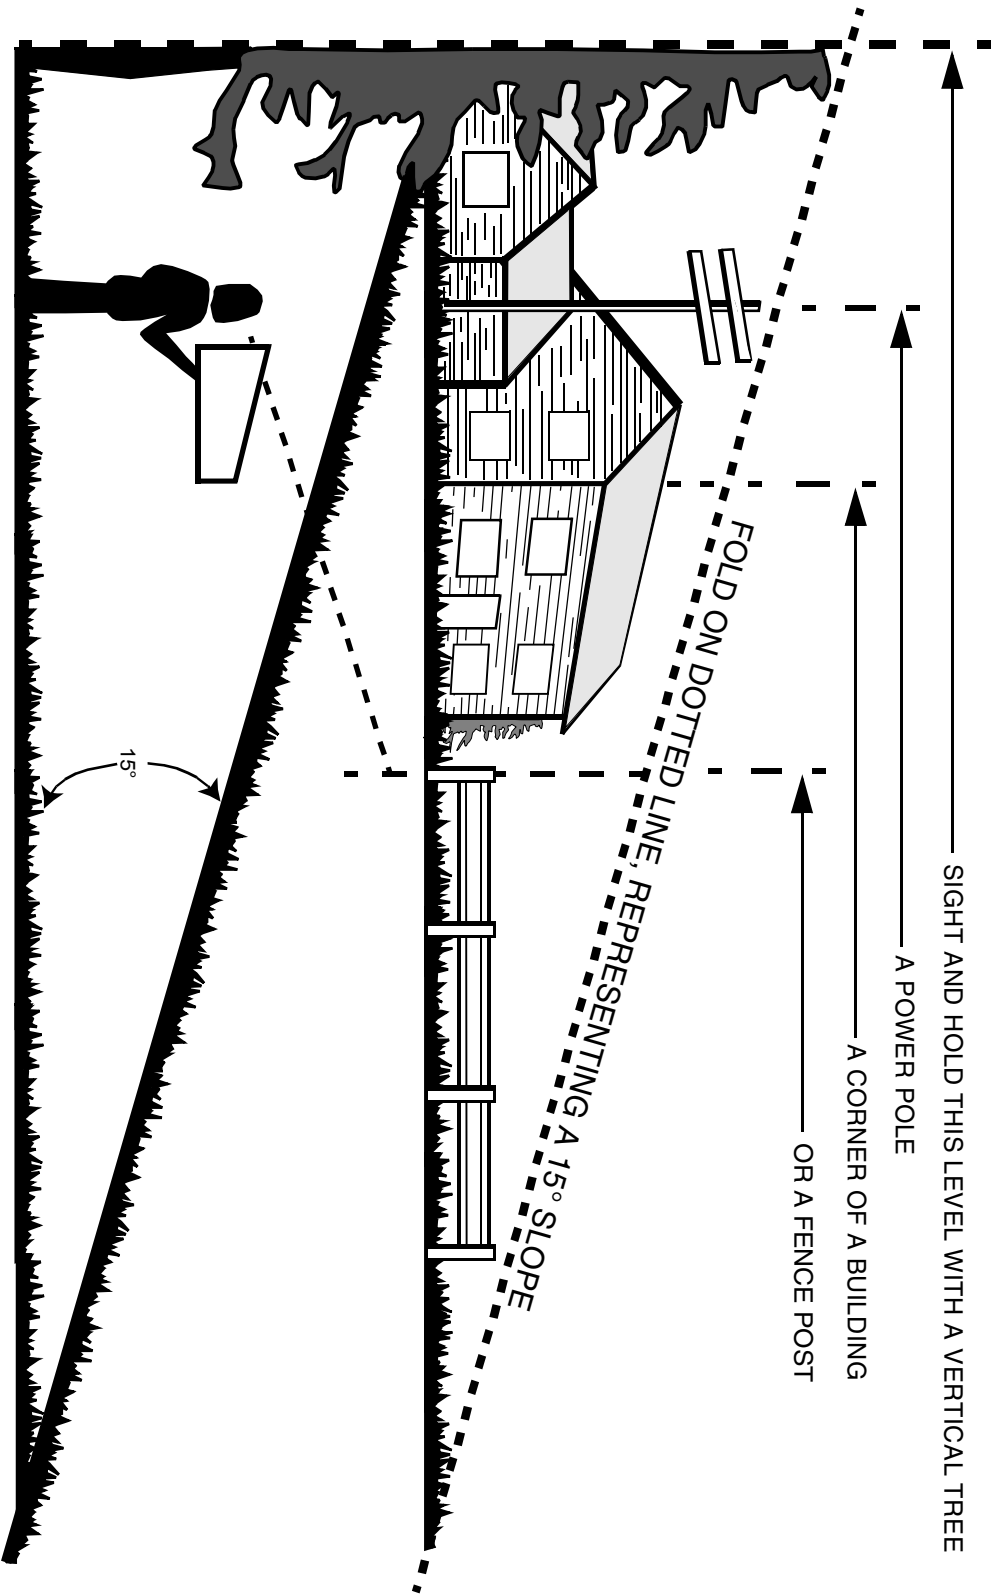 SIGHT AND HOLD THIS LEVEL WITH A VERTICAL TREE
A POWER POLE
A CORNER OF A BUILDING
OR A FENCE POST
FOLD ON DOTTED LINE, REPRESENTING A 15° SLOPE
15°